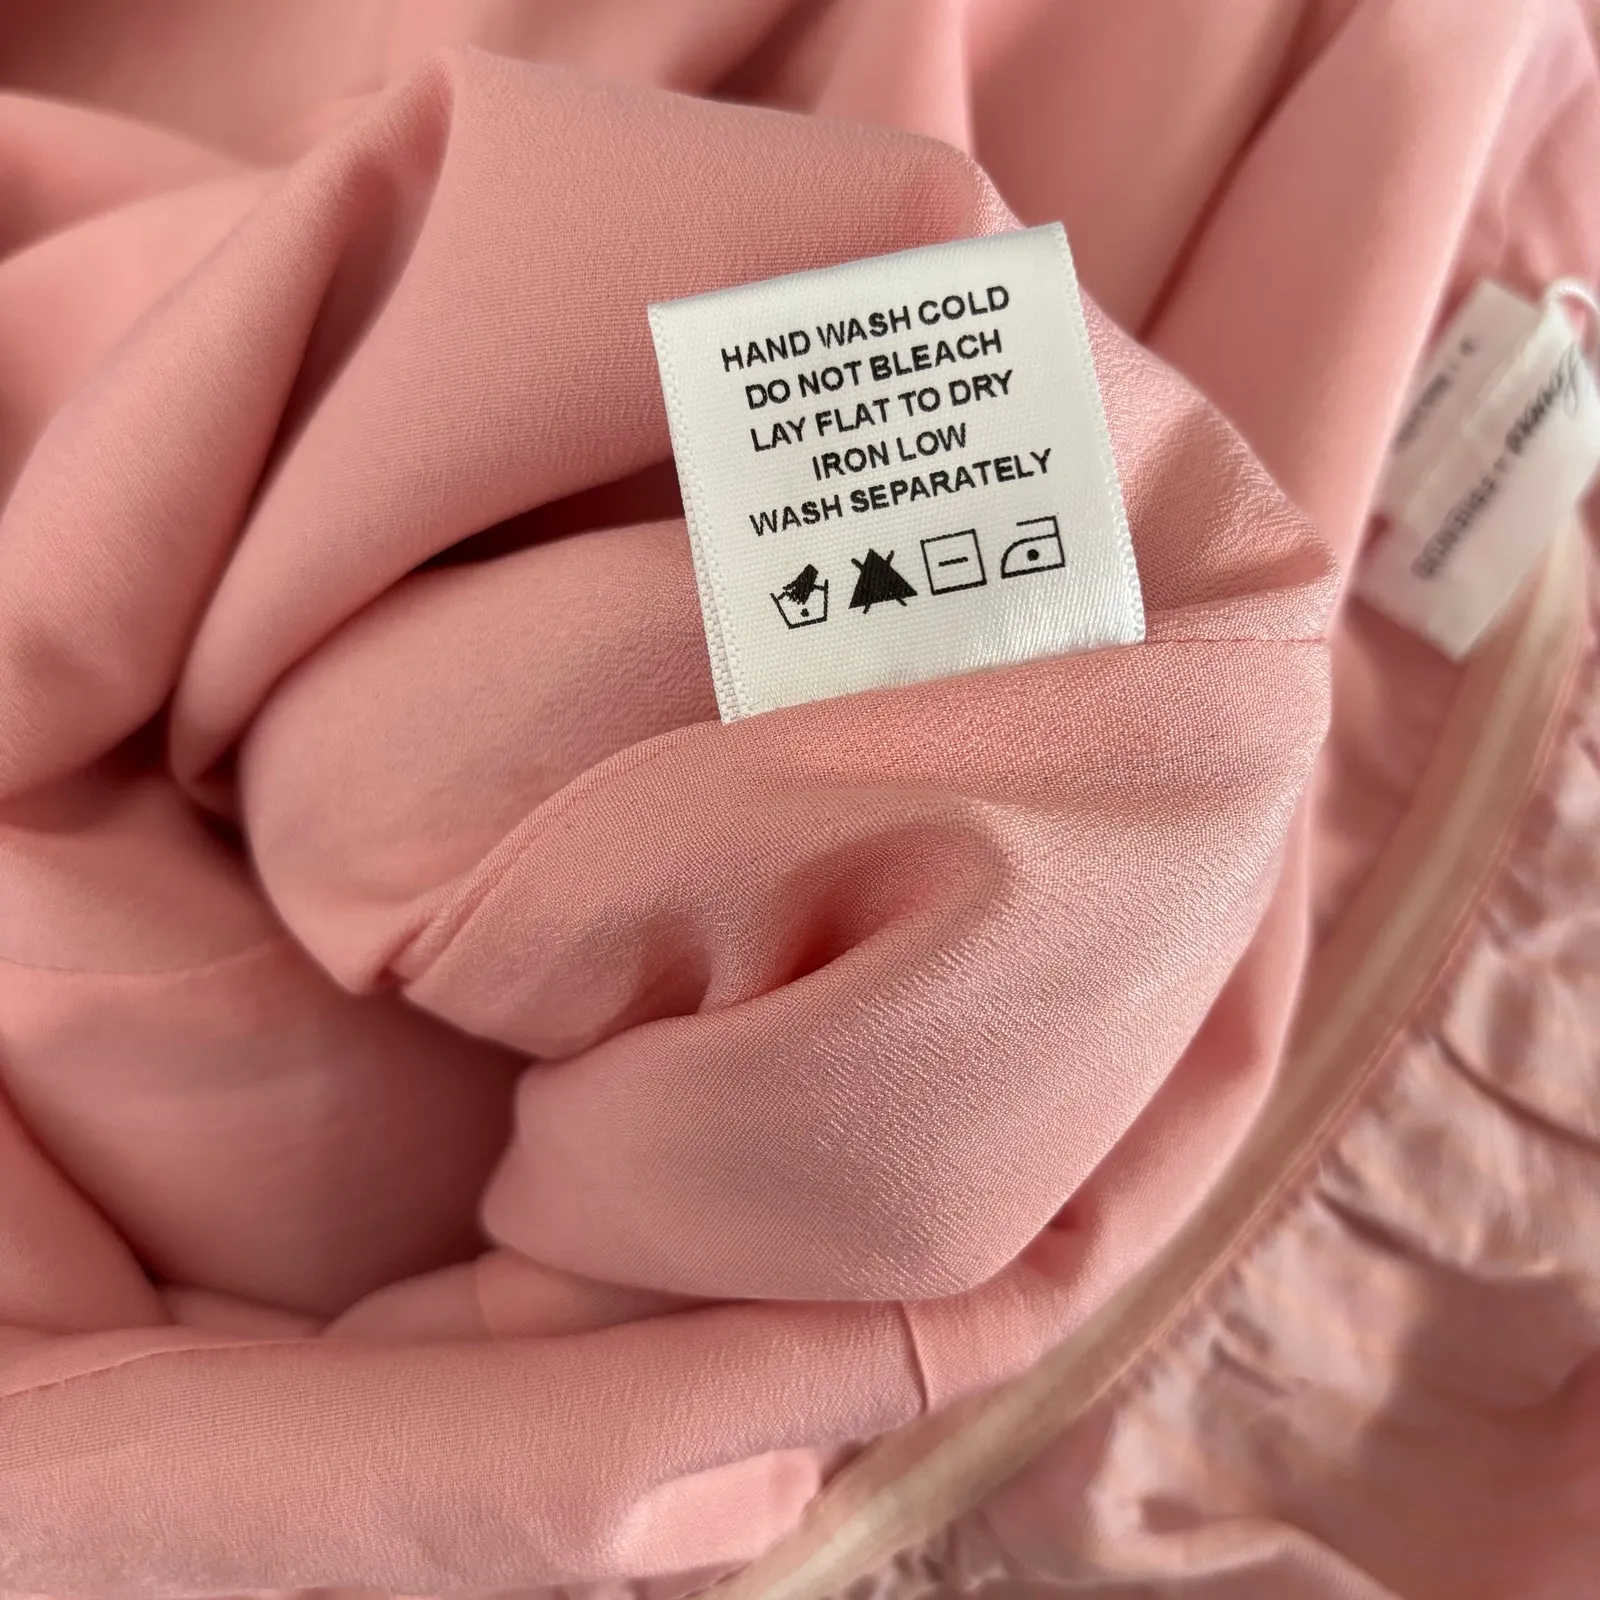 HAND WASH COLD
DO NOT BLEACH
LAY FLAT TO DRY
IRON LOW
WASH SEPARATELY